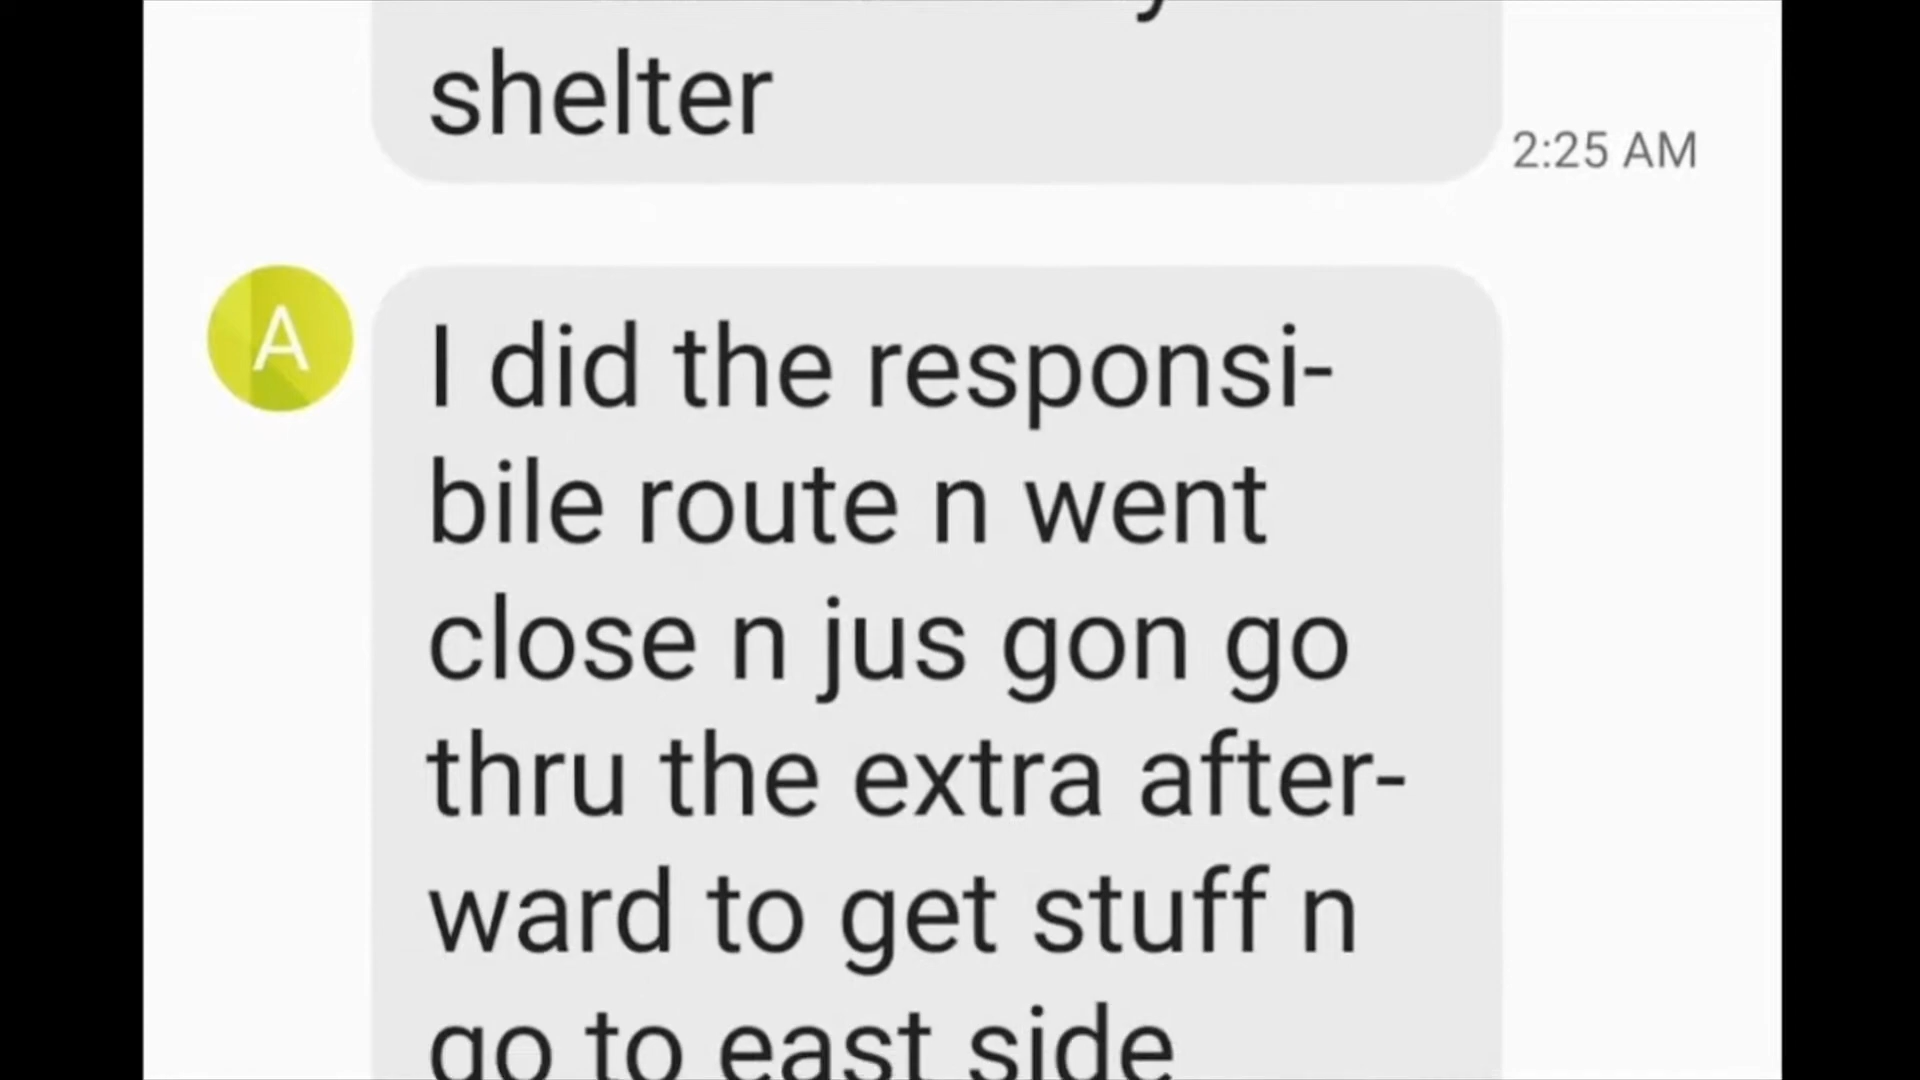 shelter
2:25 AM
A
I did the responsi-
bile route n went
close n jus gon go
thru the extra after-
ward to get stuff n
go to east side